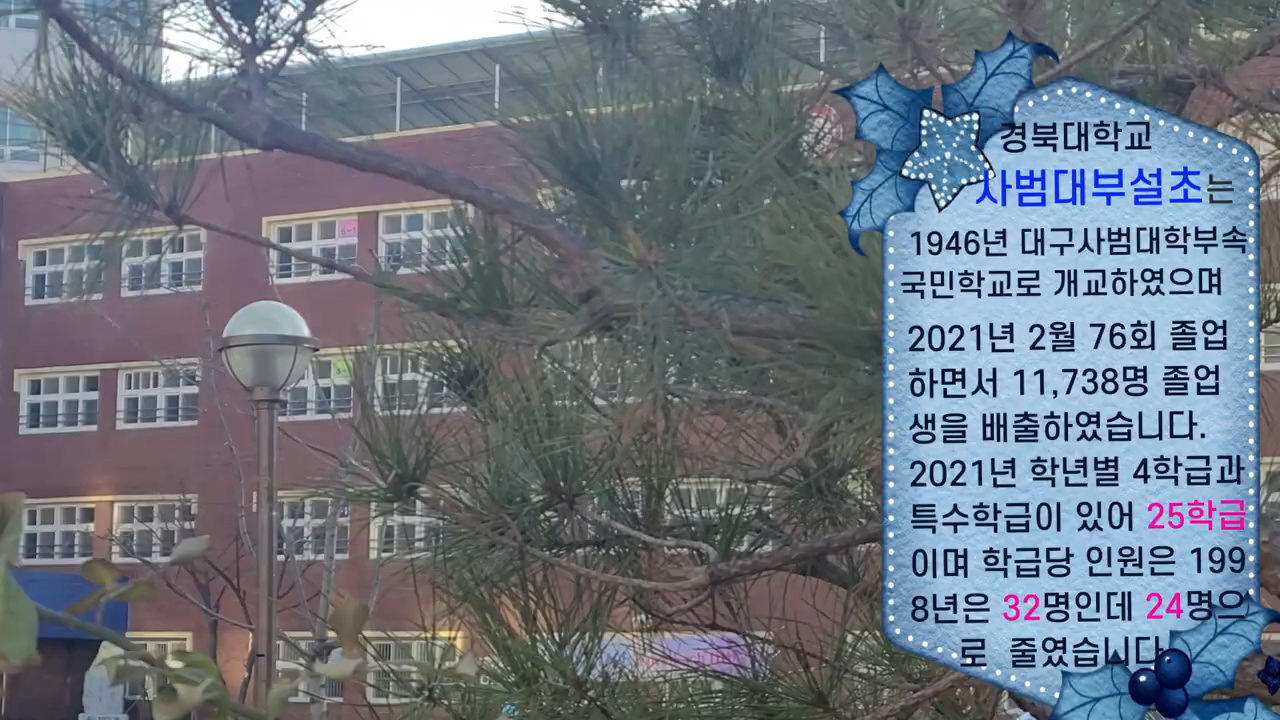 경북대학교
사범대부설초는
1946년 대구사범대학부속
국민학교로 개교하였으며
2021년 2월 76회 졸업
하면서 11,738명 졸업
생을 배출하였습니다.
2021년 학년별 4학급과
특수학급이 있어 25학급
이며 학급당 인원은 199
8년은 32명인데 24명으
로 줄였습니다